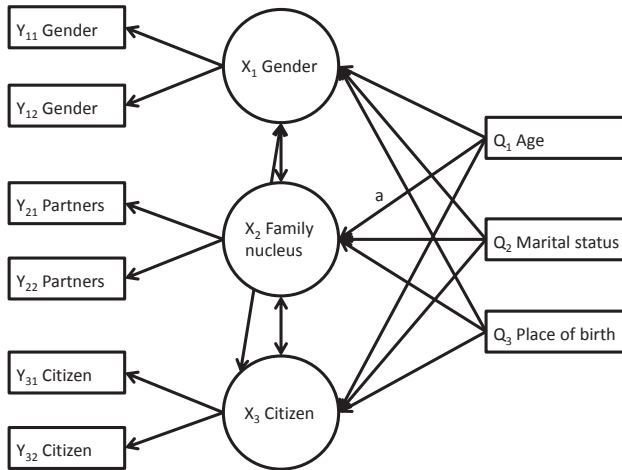 Y₁₁ Gender
Y₁₂ Gender
Y₂₁ Partners
Y₂₂ Partners
Y₃₁ Citizen
Y₃₂ Citizen
X₁ Gender
X₂ Family
nucleus
X₃ Citizen
a
Q₁ Age
Q₂ Marital status
Q₃ Place of birth